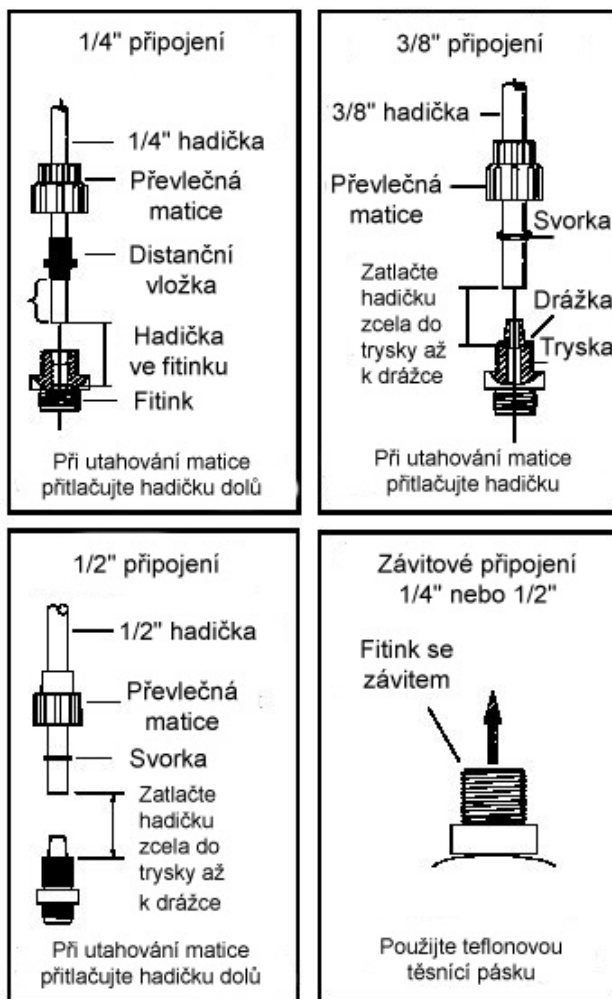 1/4" připojení
1/4" hadička
Převlečná
matice
Distanční
vložka
Hadička
ve fitinku
Fitink
Při utahování matice
přitlačujte hadičku dolů
3/8" připojení
3/8" hadička
Převlečná
matice
Svorka
Zatlačte
hadičku
zcela do
trysky až
k drážce
Drážka
Tryska
Při utahování matice
přitlačujte hadičku
1/2" připojení
1/2" hadička
Převlečná
matice
Svorka
Zatlačte
hadičku
zcela do
trysky až
k drážce
Při utahování matice
přitlačujte hadičku dolů
Závitové připojení
1/4" nebo 1/2"
Fitink se
závitem
Použijte teflonovou
těsnící pásku